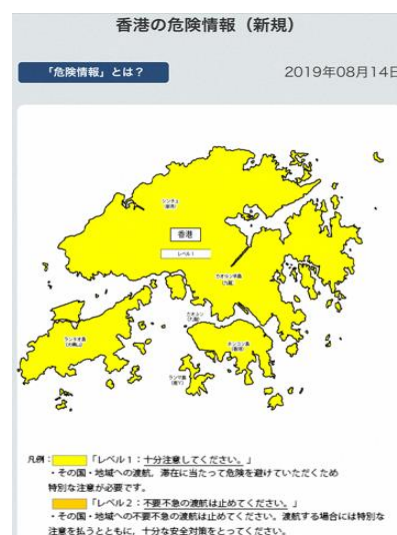 香港の危険情報（新規）
「危険情報」とは？
2019年08月14日
香港
レベル１
凡例：「レベル１：十分注意してください。」
・その国・地域への渡航、滞在に当たって危険を避けていただくため
特別な注意が必要です。
「レベル２：不要不急の渡航は止めてください。」
・その国・地域への不要不急の渡航は止めてください。渡航する場合には特別な
注意を払うとともに、十分な安全対策をとってください。